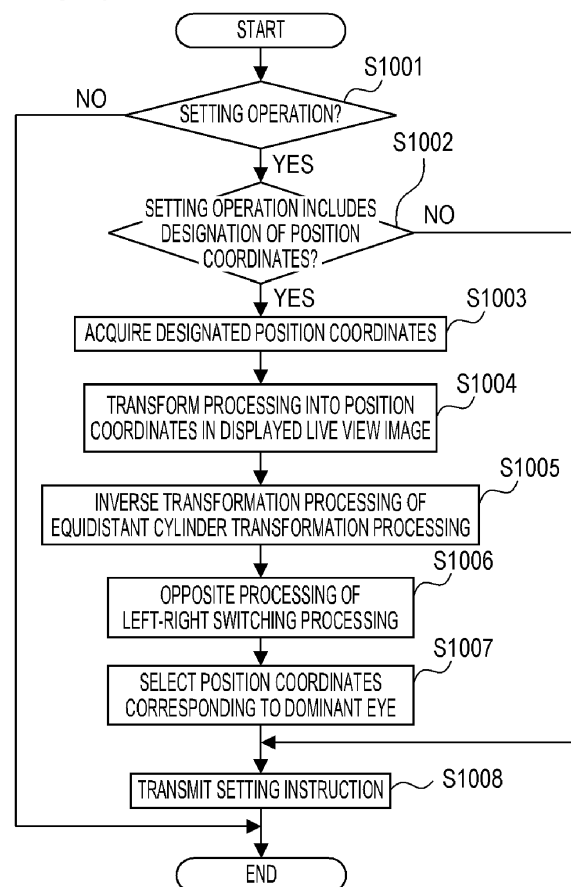 START
S1001
NO
SETTING OPERATION?
YES
S1002
SETTING OPERATION INCLUDES
DESIGNATION OF POSITION
COORDINATES?
NO
YES
S1003
ACQUIRE DESIGNATED POSITION COORDINATES
S1004
TRANSFORM PROCESSING INTO POSITION
COORDINATES IN DISPLAYED LIVE VIEW IMAGE
S1005
INVERSE TRANSFORMATION PROCESSING OF
EQUIDISTANT CYLINDER TRANSFORMATION PROCESSING
S1006
OPPOSITE PROCESSING OF
LEFT-RIGHT SWITCHING PROCESSING
S1007
SELECT POSITION COORDINATES
CORRESPONDING TO DOMINANT EYE
TRANSMIT SETTING INSTRUCTION
S1008
END